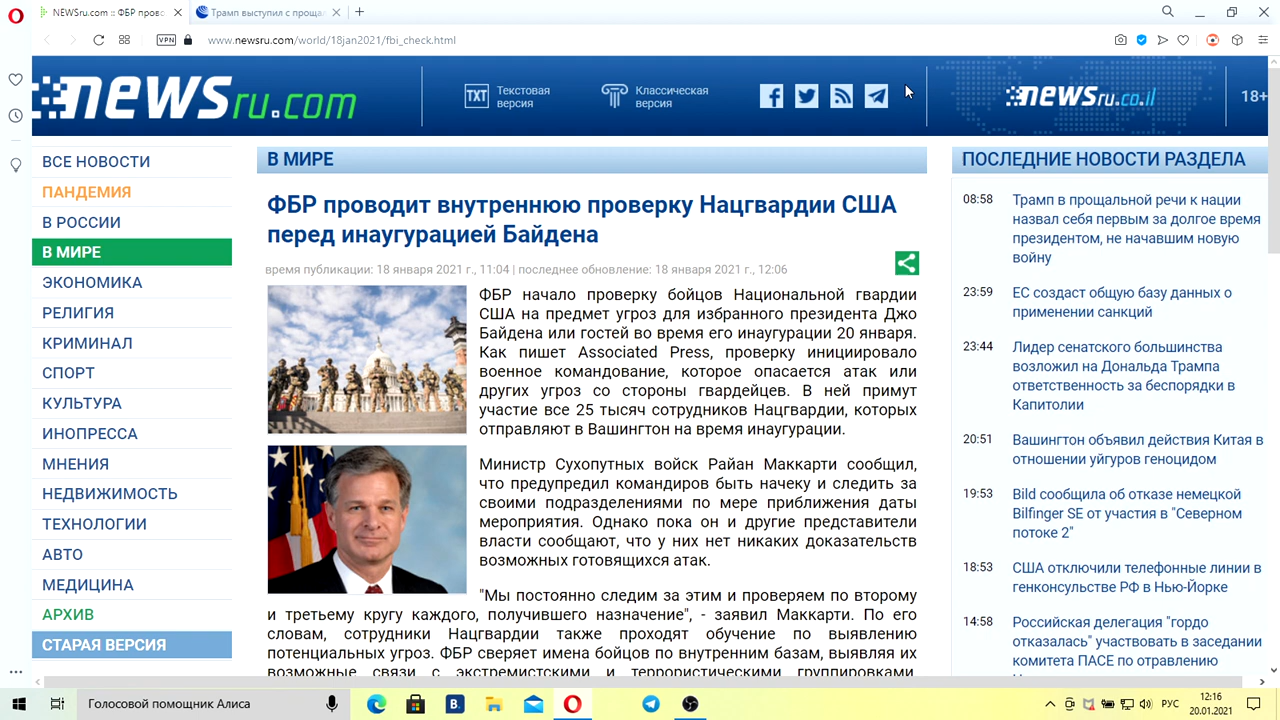 NEWSru.com :: ФБР прово
Трамп выступил с прощал
VPN
www.newsru.com/world/18jan2021/fbi_check.html
newsru.com
TXT
Текстовая
версия
Классическая
версия
newsru.co.il
18+
ВСЕ НОВОСТИ
ПАНДЕМИЯ
В РОССИИ
В МИРЕ
ЭКОНОМИКА
РЕЛИГИЯ
КРИМИНАЛ
СПОРТ
КУЛЬТУРА
ИНОПРЕССА
МНЕНИЯ
НЕДВИЖИМОСТЬ
ТЕХНОЛОГИИ
АВТО
МЕДИЦИНА
АРХИВ
СТАРАЯ ВЕРСИЯ
В МИРЕ
ФБР проводит внутреннюю проверку Нацгвардии США
перед инаугурацией Байдена
время публикации: 18 января 2021 г., 11:04 | последнее обновление: 18 января 2021 г., 12:06
ФБР начало проверку бойцов Национальной гвардии
США на предмет угроз для избранного президента Джо
Байдена или гостей во время его инаугурации 20 января.
Как пишет Associated Press, проверку инициировало
военное командование, которое опасается атак или
других угроз со стороны гвардейцев. В ней примут
участие все 25 тысяч сотрудников Нацгвардии, которых
отправляют в Вашингтон на время инаугурации.
Министр Сухопутных войск Райан Маккарти сообщил,
что предупредил командиров быть начеку и следить за
своими подразделениями по мере приближения даты
мероприятия. Однако пока он и другие представители
власти сообщают, что у них нет никаких доказательств
возможных готовящихся атак.
"Мы постоянно следим за этим и проверяем по второму
и третьему кругу каждого, получившего назначение", - заявил Маккарти. По его
словам, сотрудники Нацгвардии также проходят обучение по выявлению
потенциальных угроз. ФБР сверяет имена бойцов по внутренним базам, выявляя их
возможные связи с экстремистскими и террористическими группировками.
ПОСЛЕДНИЕ НОВОСТИ РАЗДЕЛА
08:58
Трамп в прощальной речи к нации
назвал себя первым за долгое время
президентом, не начавшим новую
войну
23:59
ЕС создаст общую базу данных о
применении санкций
23:44
Лидер сенатского большинства
возложил на Дональда Трампа
ответственность за беспорядки в
Капитолии
20:51
Вашингтон объявил действия Китая в
отношении уйгуров геноцидом
19:53
Bild сообщила об отказе немецкой
Bilfinger SE от участия в "Северном
потоке 2"
18:53
США отключили телефонные линии в
генконсульстве РФ в Нью-Йорке
14:58
Российская делегация "гордо
отказалась" участвовать в заседании
комитета ПАСЕ по отравлению
Голосовой помощник Алиса
B.
РУС
12:16
20.01.2021